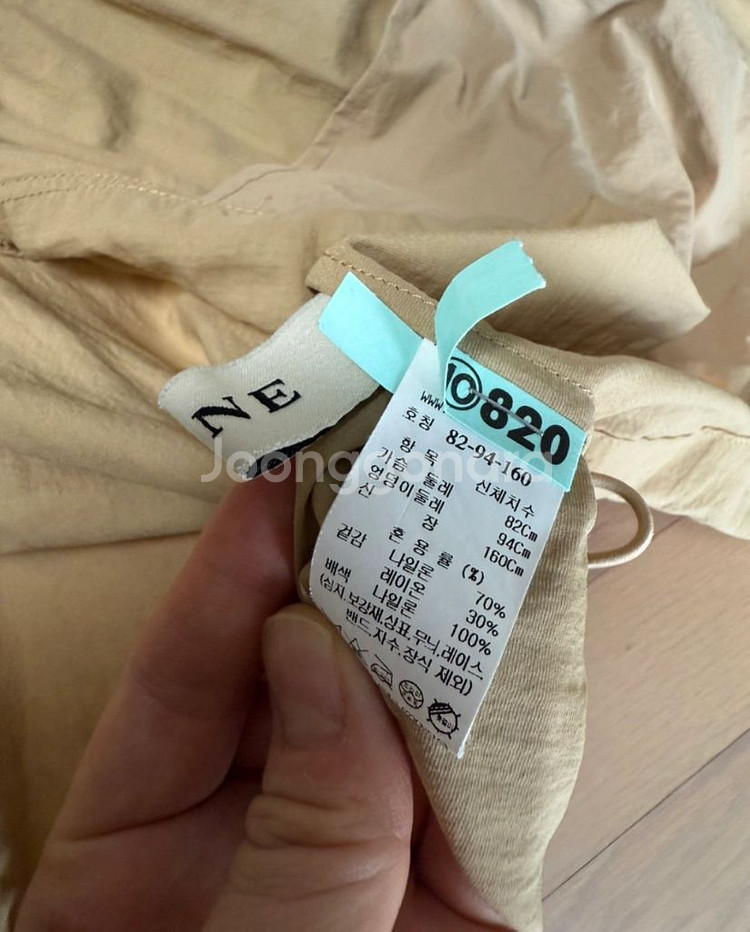 NE
www.
820
호칭 82-94-160
항 목 신체치수
가슴둘레 82Cm
엉덩이둘레 94Cm
신 장 160Cm
혼 용 률 (%)
겉감 나일론 70%
레이온 30%
배색 나일론 100%
(심지.보강재.상표.무늬.레이스
밴드.자수.장식 제외)
Joonggonara